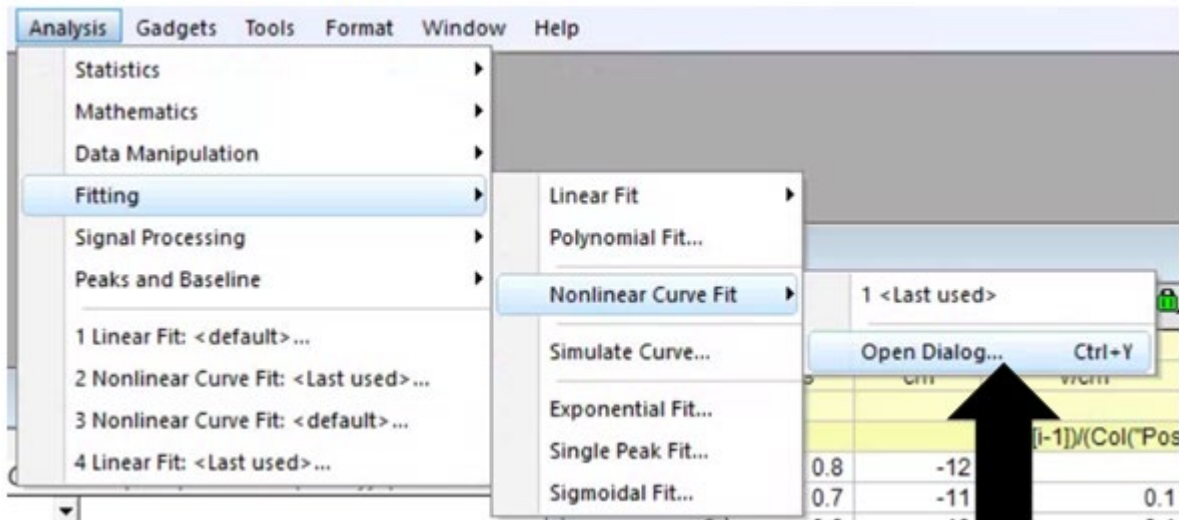 Analysis Gadgets Tools Format Window Help
Statistics
Mathematics
Data Manipulation
Fitting
Signal Processing
Peaks and Baseline
1 Linear Fit: <default>...
2 Nonlinear Curve Fit: <Last used>...
3 Nonlinear Curve Fit: <default>...
4 Linear Fit: <Last used>...
Linear Fit
Polynomial Fit...
Nonlinear Curve Fit
Simulate Curve...
Exponential Fit...
Single Peak Fit...
Sigmoidal Fit...
1 <Last used>
Open Dialog... Ctrl+Y
cm V/cm
[i-1])/(Col("Pos
0.8 -12
0.7 -11 0.1